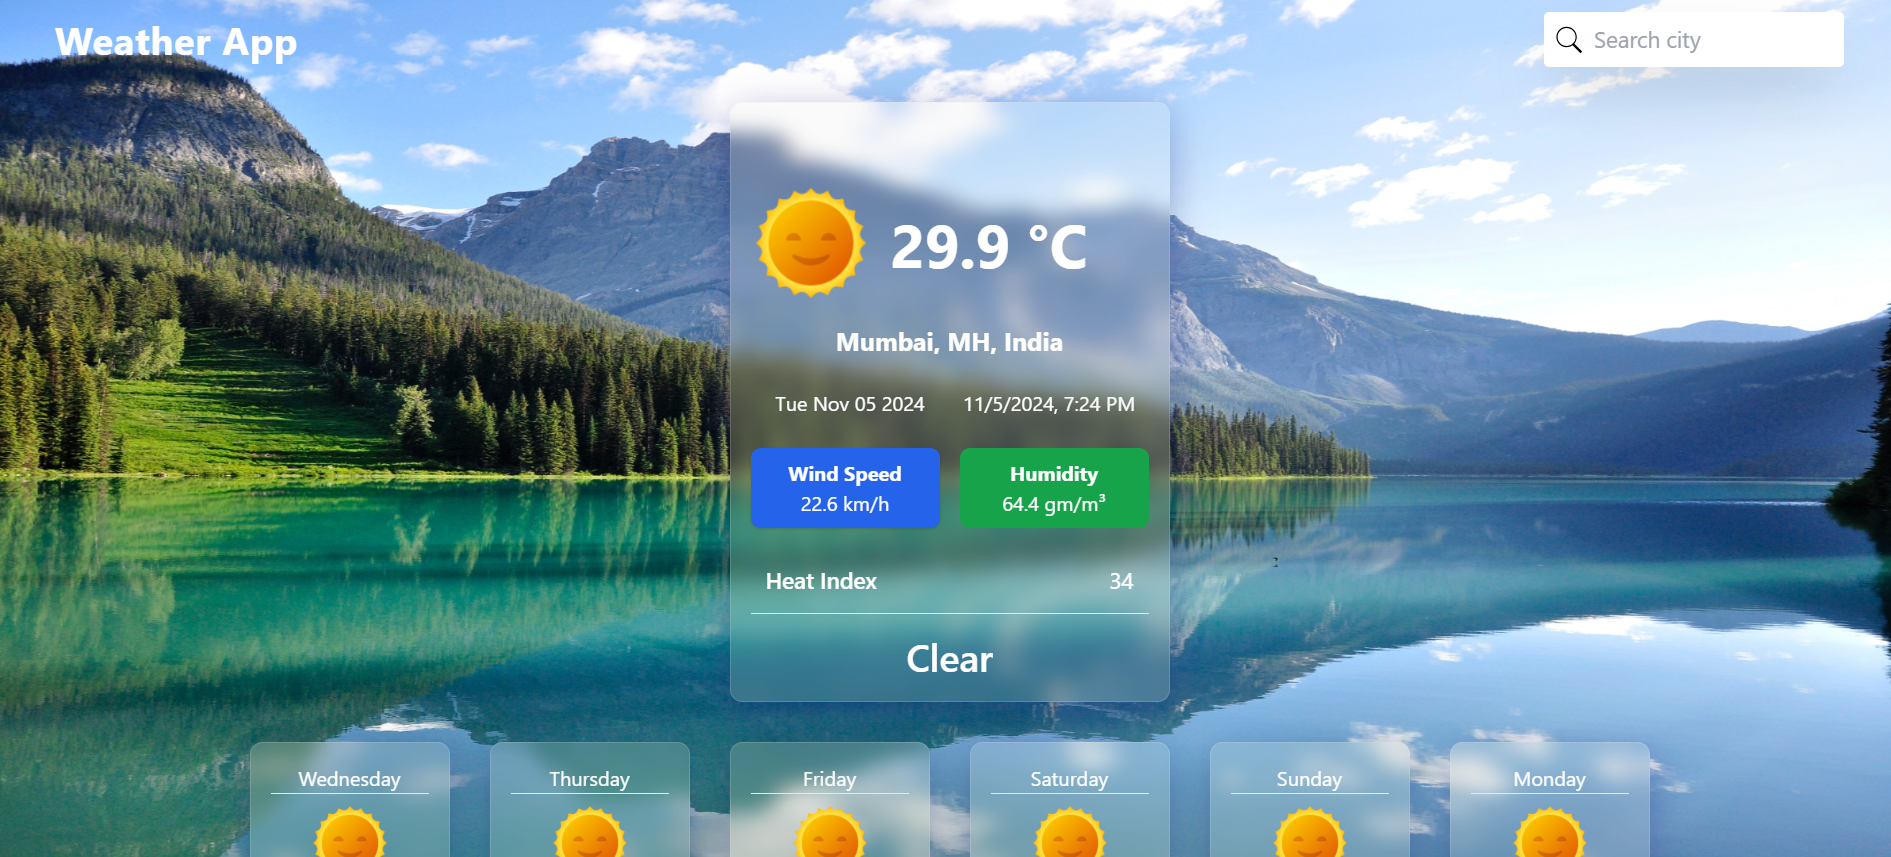 Weather App
Search city
29.9 °C
Mumbai, MH, India
Tue Nov 05 2024
11/5/2024, 7:24 PM
Wind Speed
22.6 km/h
Humidity
64.4 gm/m³
Heat Index
34
Clear
Wednesday
Thursday
Friday
Saturday
Sunday
Monday